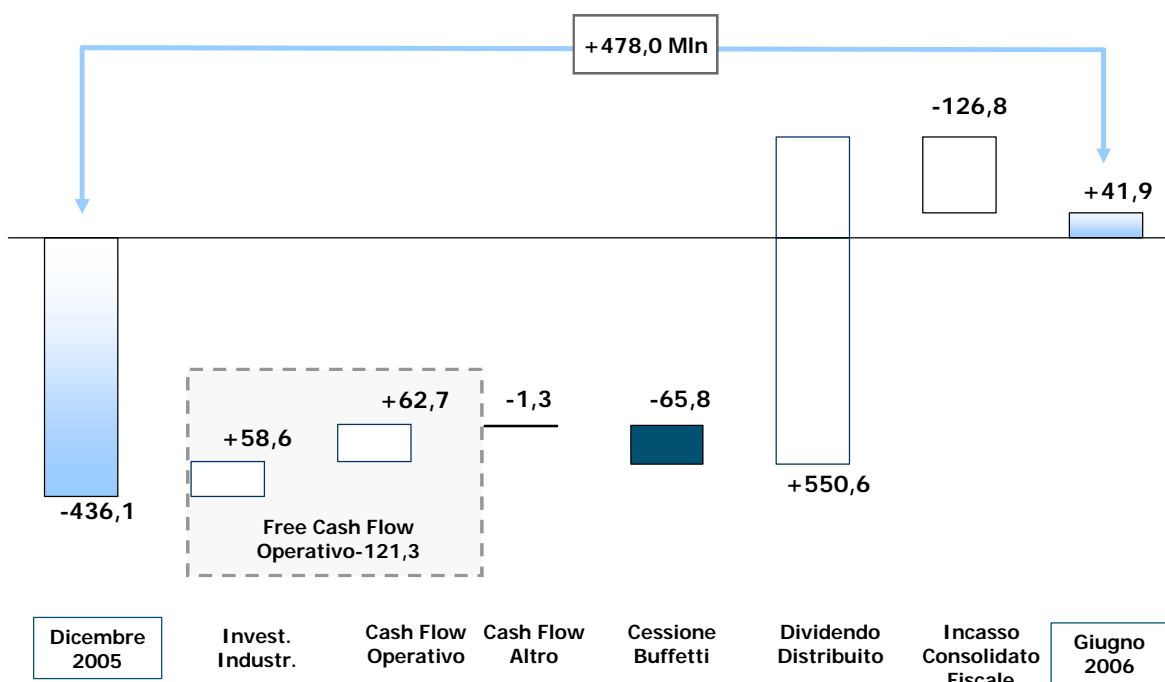 +478,0 Mln
-126,8
+41,9
+62,7
-1,3
-65,8
+58,6
-436,1
+550,6
Free Cash Flow
Operativo-121,3
Dicembre
2005
Invest.
Industr.
Cash Flow
Operativo
Cash Flow
Altro
Cessione
Buffetti
Dividendo
Distribuito
Incasso
Consolidato
Fiscale
Giugno
2006